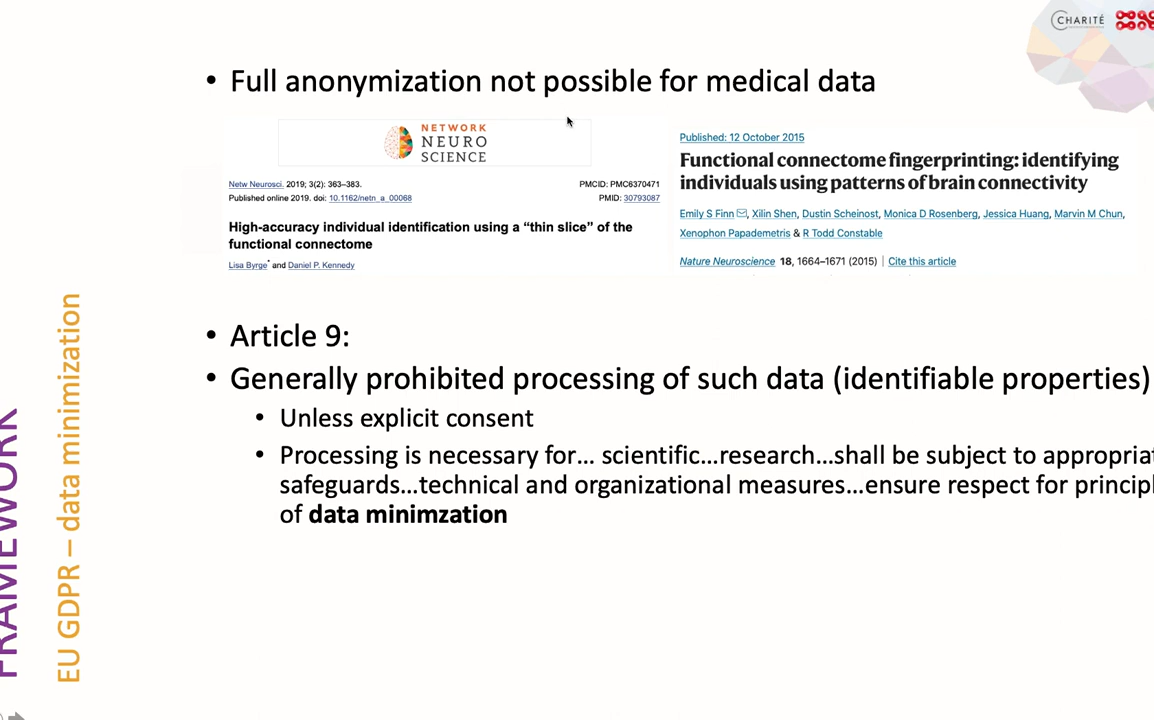 CHARITÉ
• Full anonymization not possible for medical data
NETWORK
NEURO
SCIENCE
Netw Neurosci. 2019; 3(2): 363–383.
Published online 2019. doi: 10.1162/netn_a_00068
PMCID: PMC6370471
PMID: 30793087
High-accuracy individual identification using a “thin slice” of the
functional connectome
Lisa Byrge* and Daniel P. Kennedy
Published: 12 October 2015
Functional connectome fingerprinting: identifying
individuals using patterns of brain connectivity
Emily S Finn, Xilin Shen, Dustin Scheinost, Monica D Rosenberg, Jessica Huang, Marvin M Chun,
Xenophon Papademetris & R Todd Constable
Nature Neuroscience 18, 1664–1671 (2015) | Cite this article
• Article 9:
• Generally prohibited processing of such data (identifiable properties)
• Unless explicit consent
• Processing is necessary for... scientific...research...shall be subject to appropriat
safeguards...technical and organizational measures...ensure respect for principl
of data minimzation
FRAMEWORK
EU GDPR – data minimization